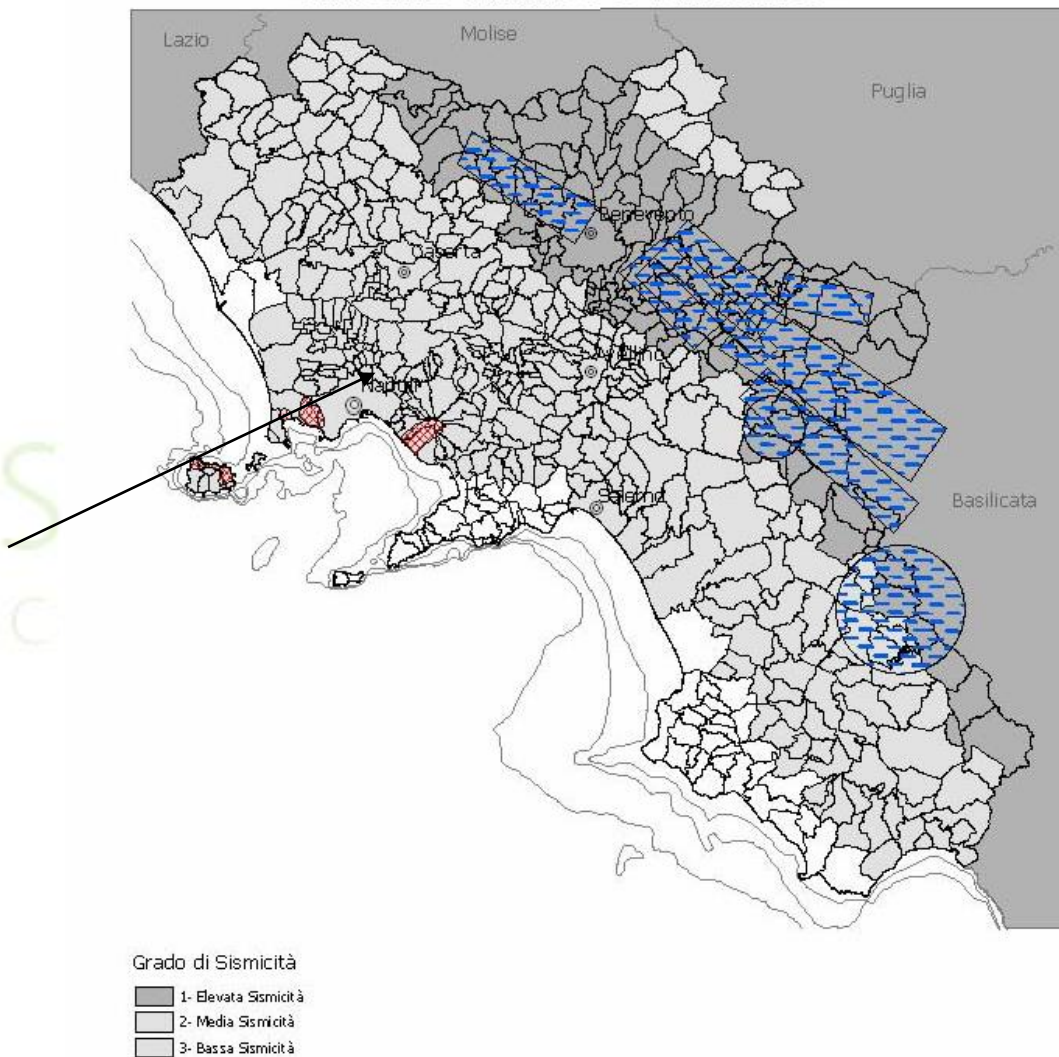 Lazio
Molise
Puglia
Benevento
Caserta
Avellino
Napoli
Salerno
Basilicata
S
C
Grado di Sismicità
1- Elevata Sismicità
2- Media Sismicità
3- Bassa Sismicità